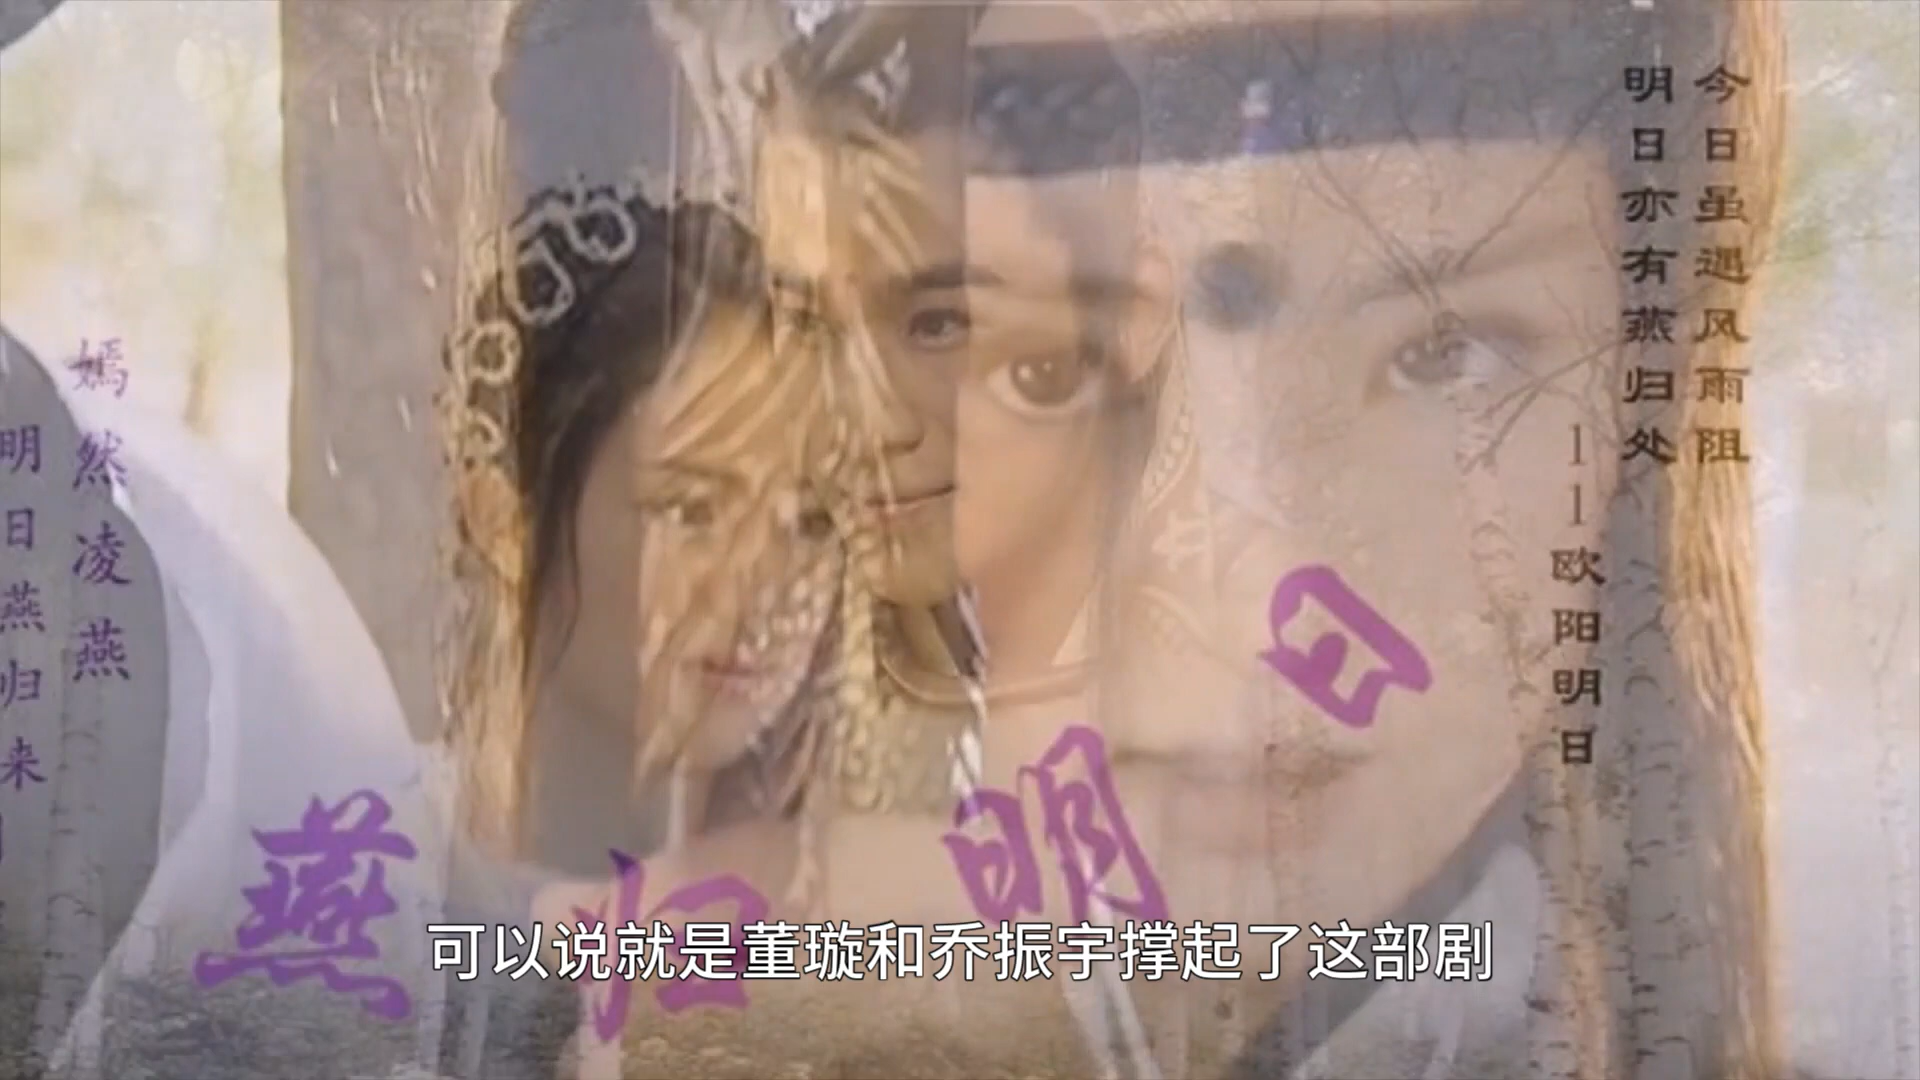 今日虽遇风雨阻
明日亦有燕归处
11欧阳明日
嫣然凌燕
明日燕归来
燕归明日
可以说就是董璇和乔振宇撑起了这部剧